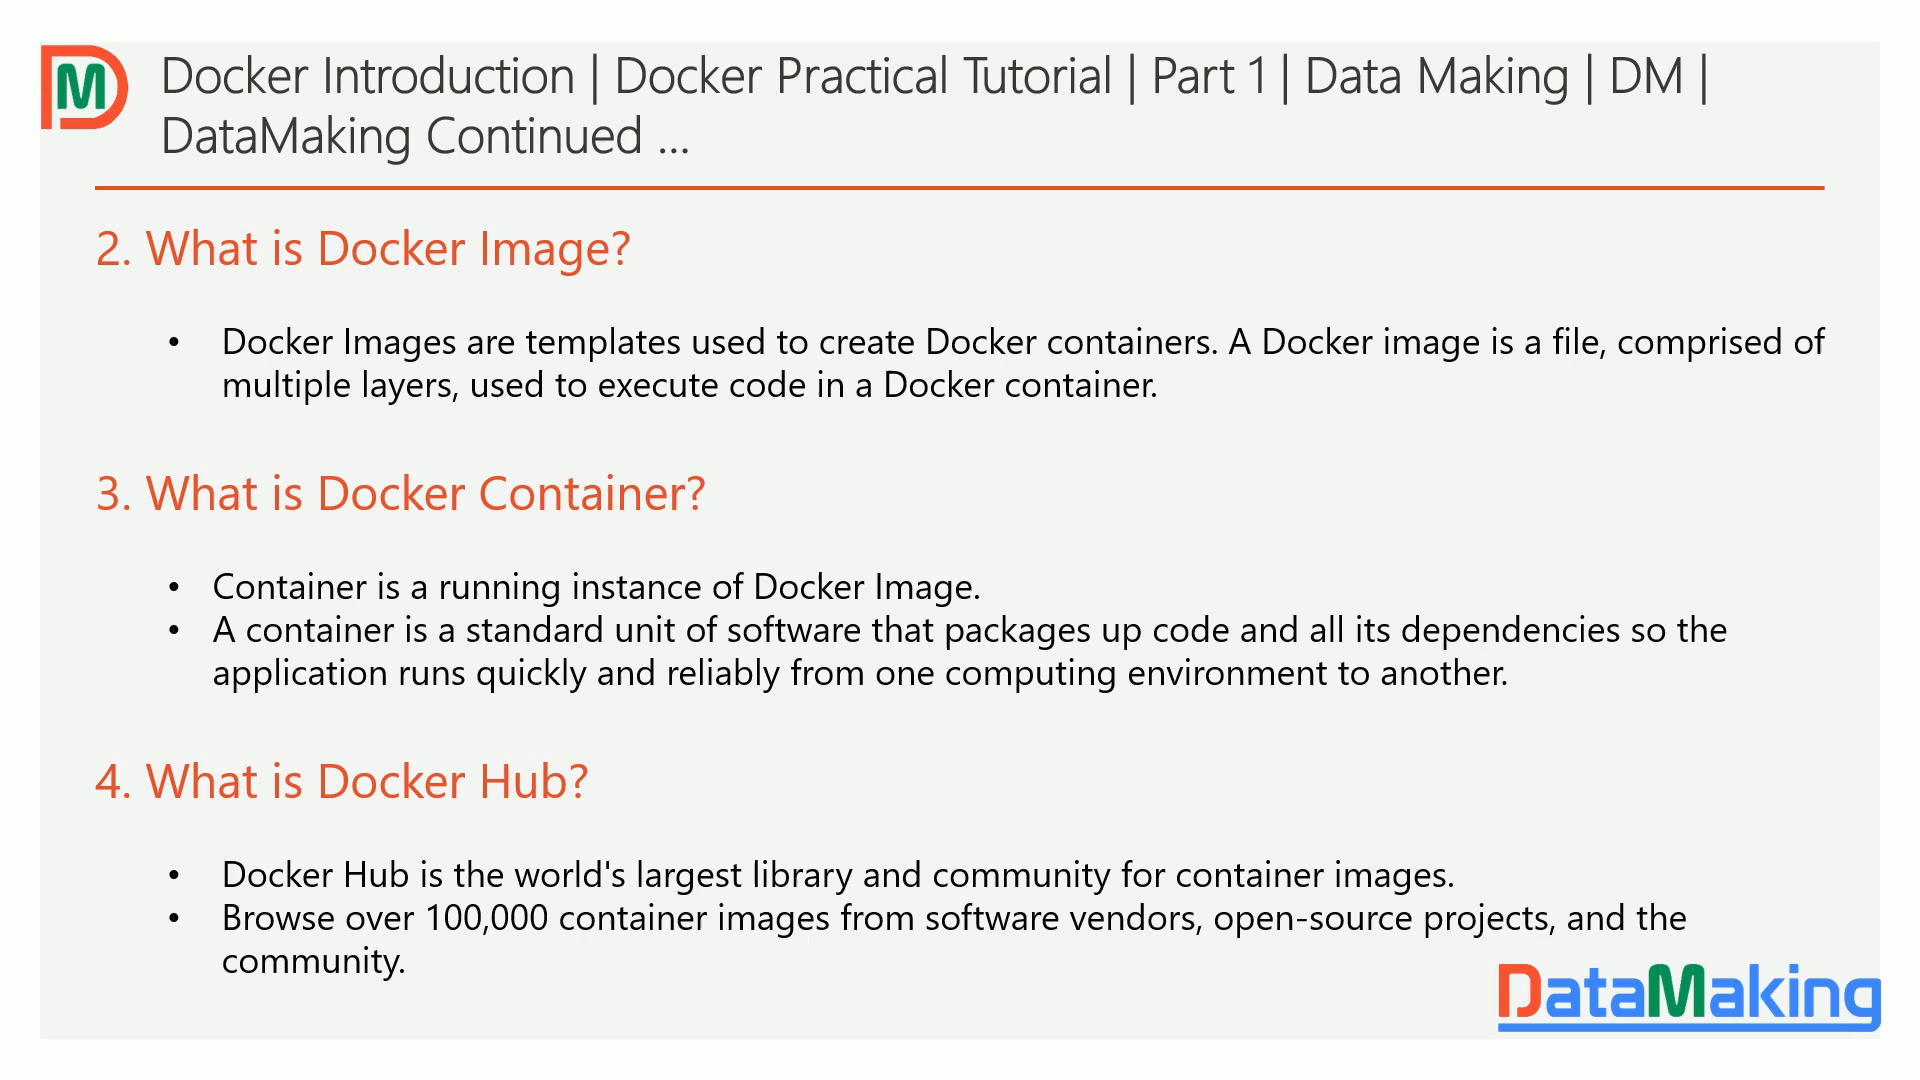 DM
Docker Introduction | Docker Practical Tutorial | Part 1 | Data Making | DM |
DataMaking Continued ...
2. What is Docker Image?
• Docker Images are templates used to create Docker containers. A Docker image is a file, comprised of
multiple layers, used to execute code in a Docker container.
3. What is Docker Container?
• Container is a running instance of Docker Image.
• A container is a standard unit of software that packages up code and all its dependencies so the
application runs quickly and reliably from one computing environment to another.
4. What is Docker Hub?
• Docker Hub is the world's largest library and community for container images.
• Browse over 100,000 container images from software vendors, open-source projects, and the
community.
DataMaking